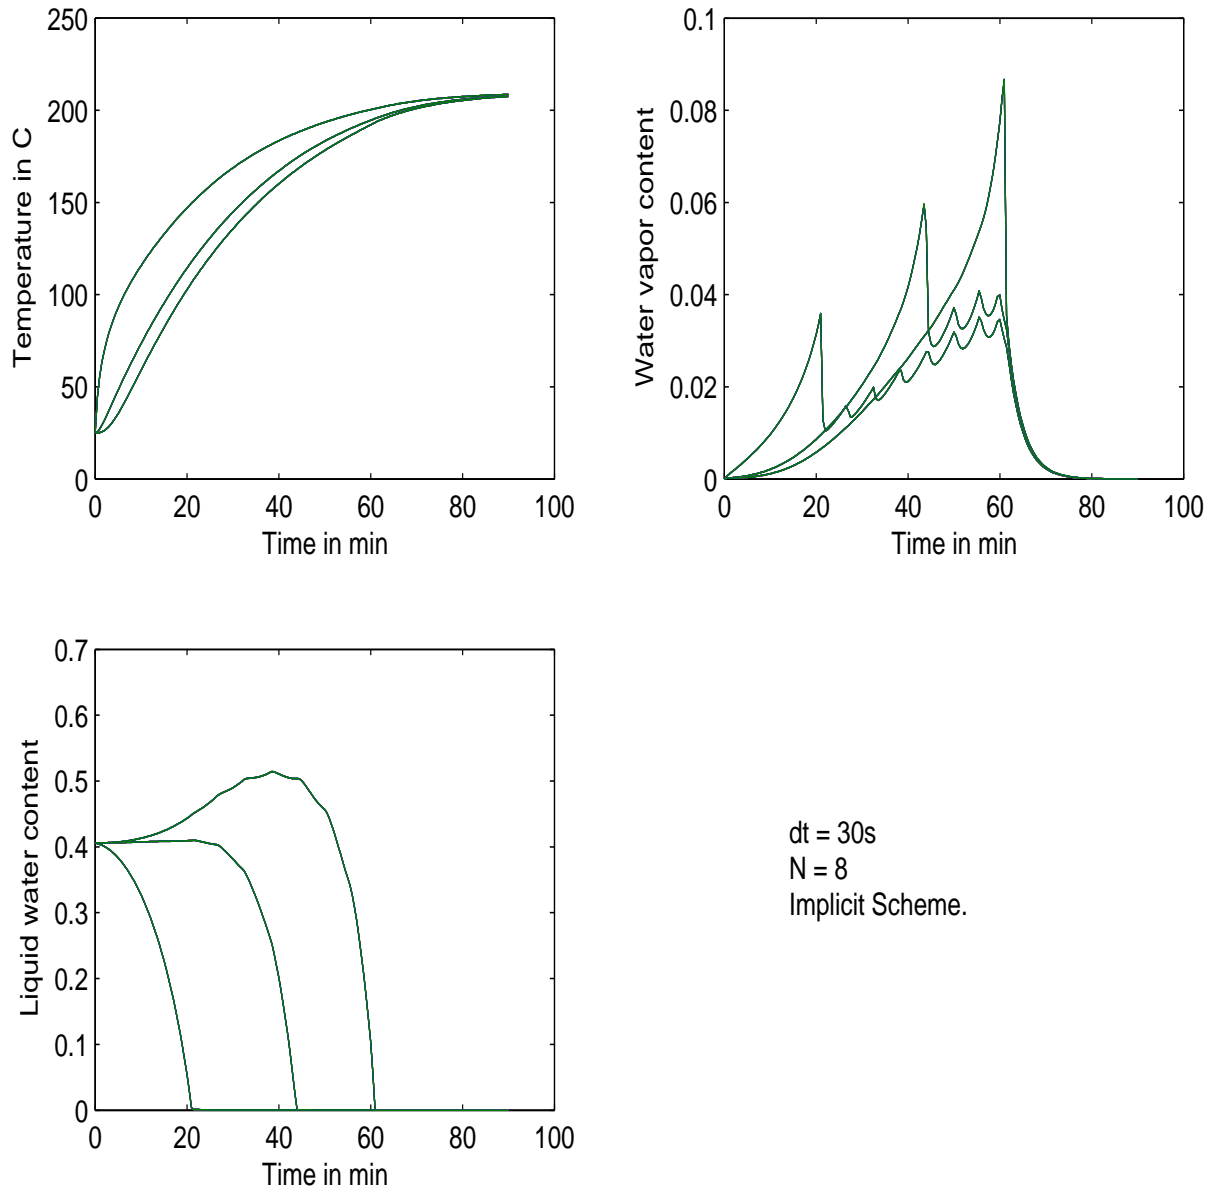 250
200
150
100
50
0
0 20 40 60 80 100
Temperature in C
Time in min
0.1
0.08
0.06
0.04
0.02
0
0 20 40 60 80 100
Water vapor content
Time in min
0.7
0.6
0.5
0.4
0.3
0.2
0.1
0
0 20 40 60 80 100
Liquid water content
Time in min
dt = 30s
N = 8
Implicit Scheme.